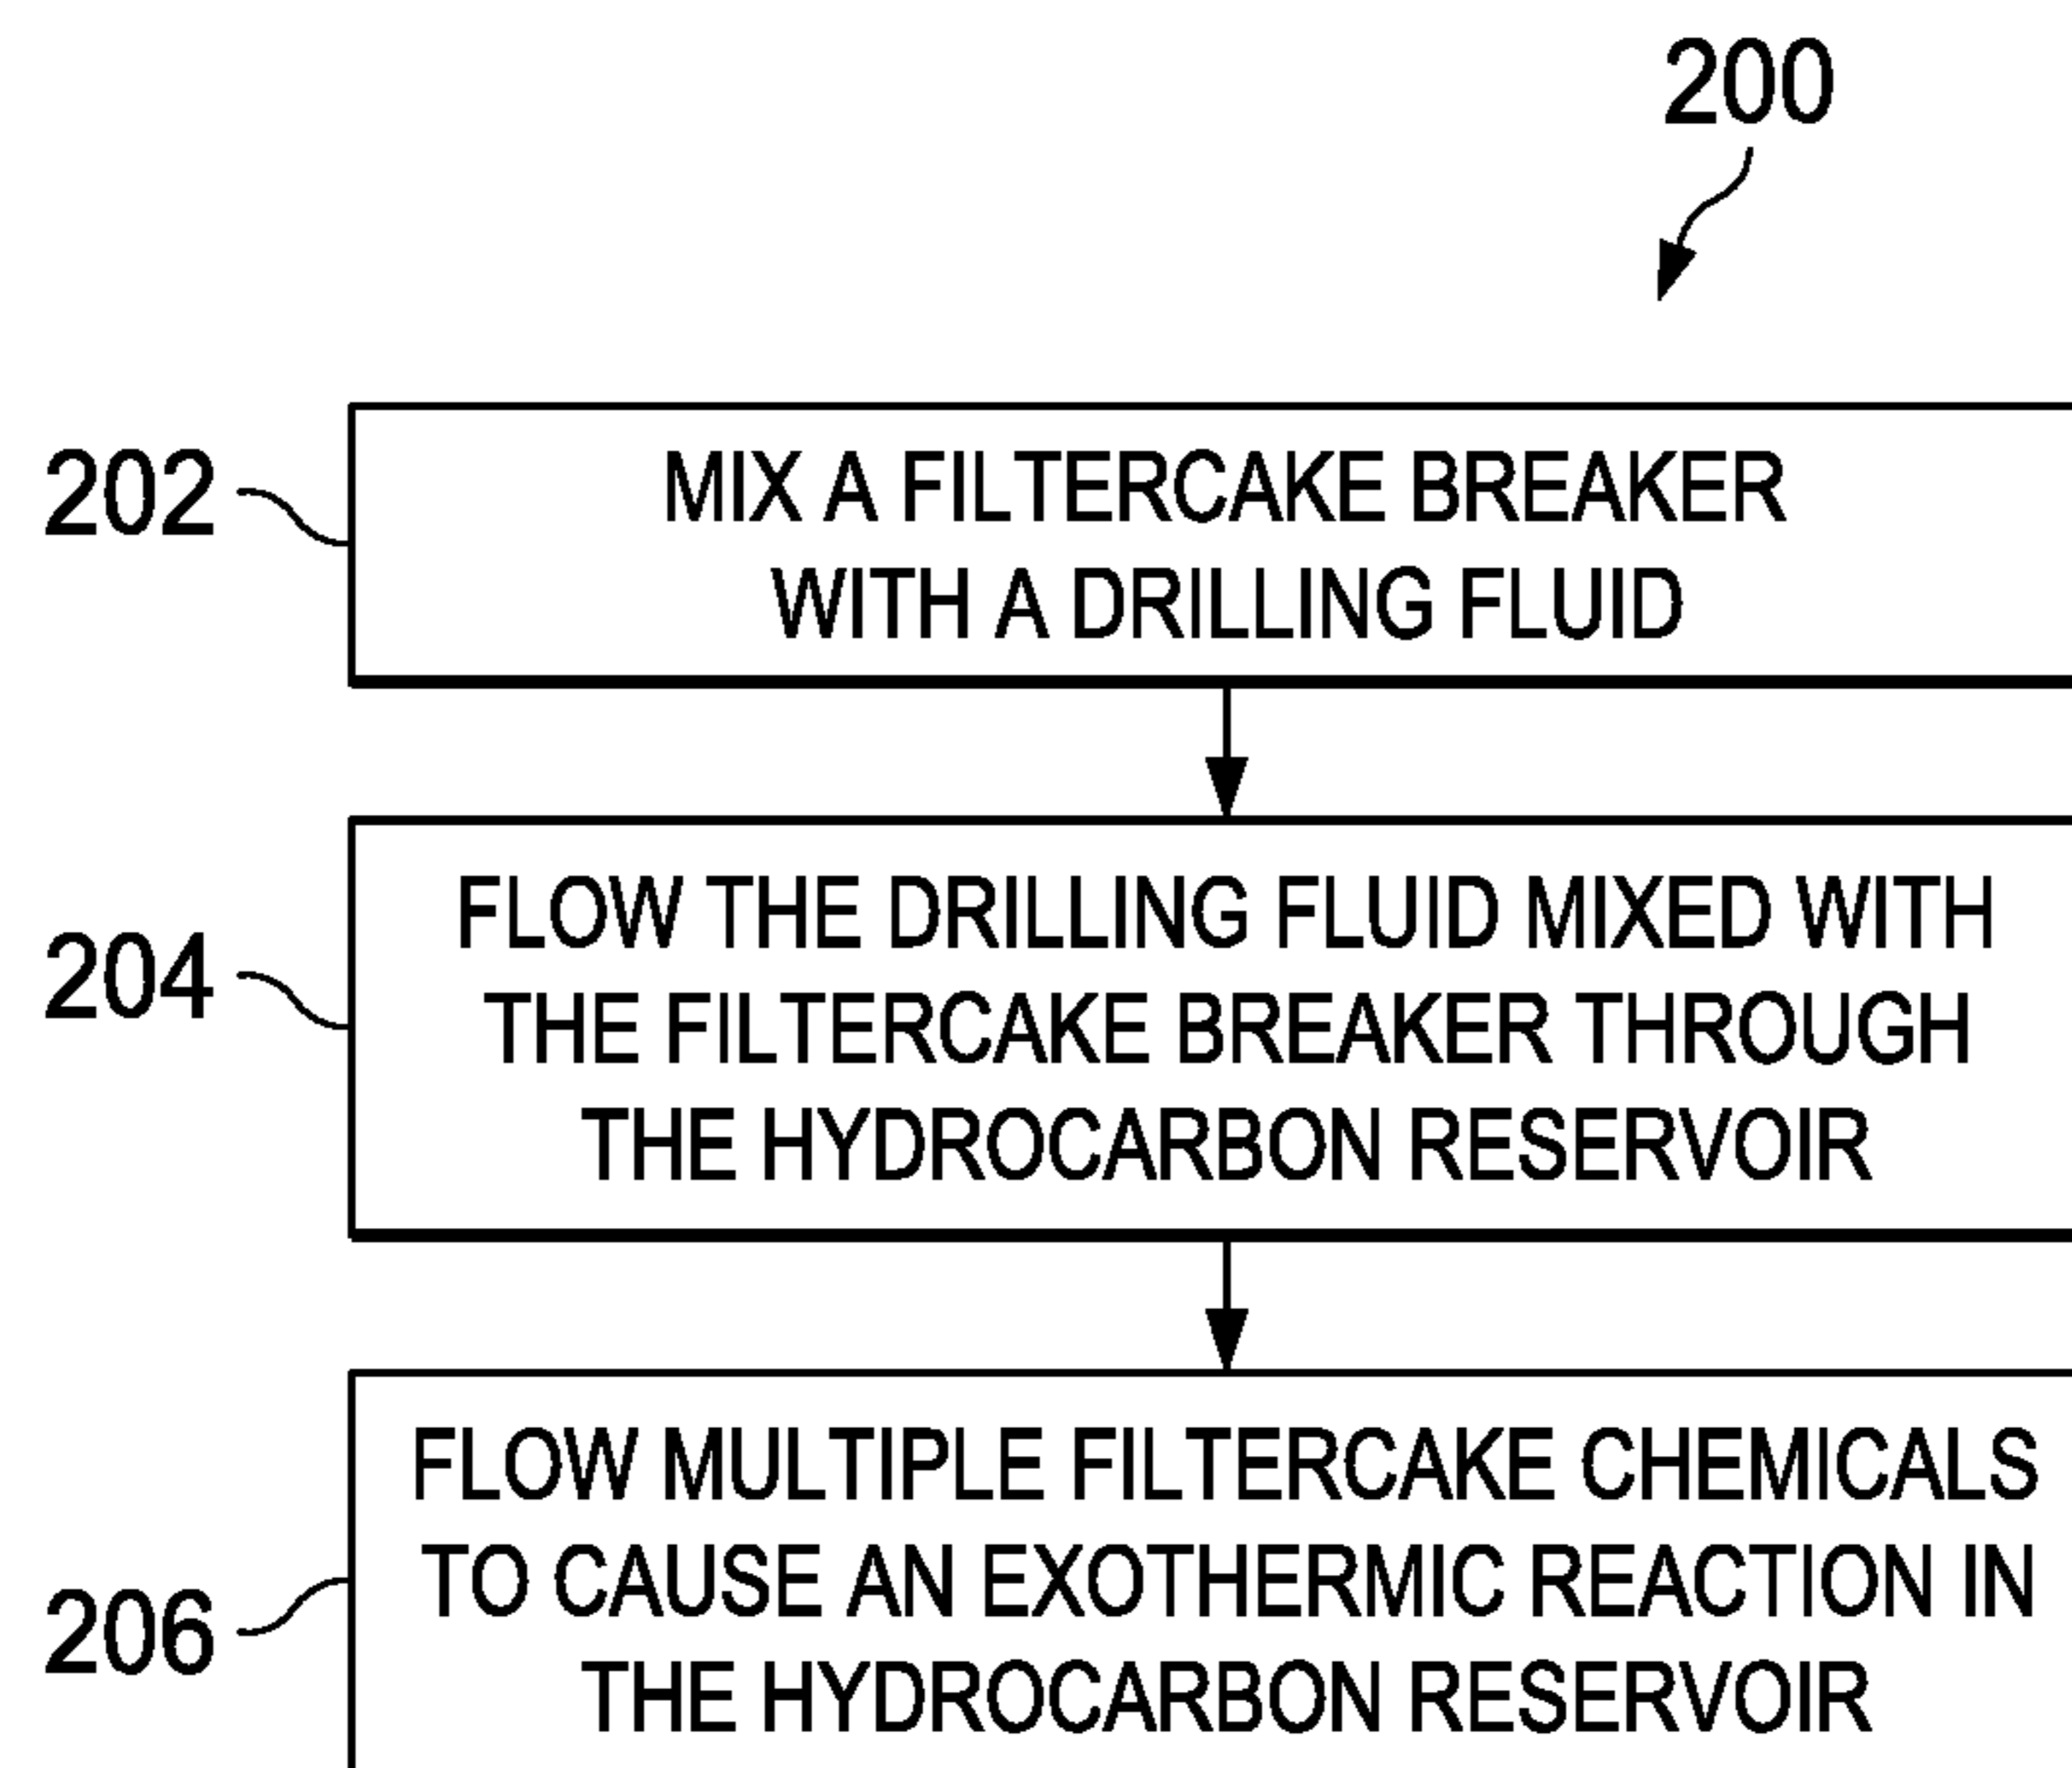 200
202
MIX A FILTERCAKE BREAKER
WITH A DRILLING FLUID
204
FLOW THE DRILLING FLUID MIXED WITH
THE FILTERCAKE BREAKER THROUGH
THE HYDROCARBON RESERVOIR
206
FLOW MULTIPLE FILTERCAKE CHEMICALS
TO CAUSE AN EXOTHERMIC REACTION IN
THE HYDROCARBON RESERVOIR